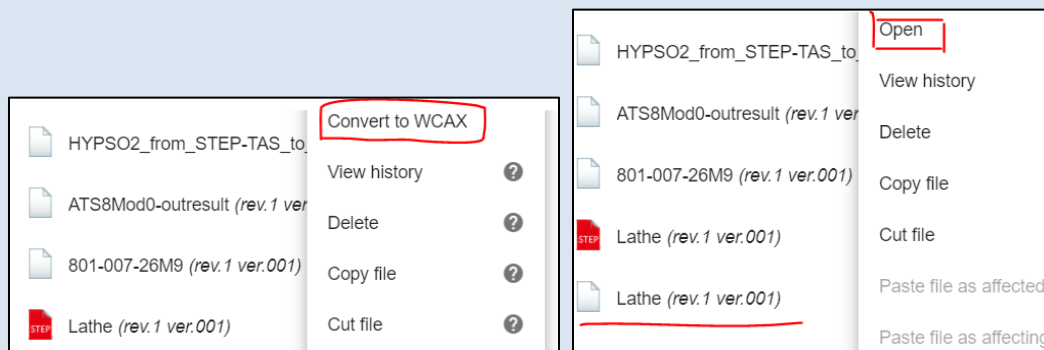 HYPSO2_from_STEP-TAS_to_
ATS8Mod0-outresult (rev.1 ver
801-007-26M9 (rev.1 ver.001)
STEP Lathe (rev.1 ver.001)
Convert to WCAX
View history ?
Delete ?
Copy file ?
Cut file ?
HYPSO2_from_STEP-TAS_to_
ATS8Mod0-outresult (rev.1 ver
801-007-26M9 (rev.1 ver.001)
STEP Lathe (rev.1 ver.001)
Lathe (rev.1 ver.001)
Open
View history
Delete
Copy file
Cut file
Paste file as affected
Paste file as affecting